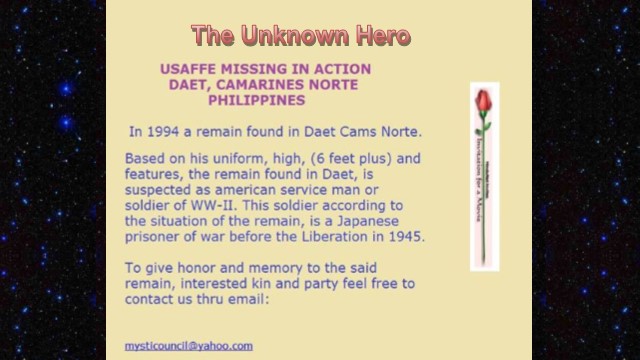 The Unknown Hero
USAFFE MISSING IN ACTION
DAET, CAMARINES NORTE
PHILIPPINES
In 1994 a remain found in Daet Cams Norte.
Based on his uniform, high, (6 feet plus) and
features, the remain found in Daet, is
suspected as american service man or
soldier of WW-II. This soldier according to
the situation of the remain, is a Japanese
prisoner of war before the Liberation in 1945.
To give honor and memory to the said
remain, interested kin and party feel free to
contact us thru email:
mysticouncil@yahoo.com
Invitation for a Movie